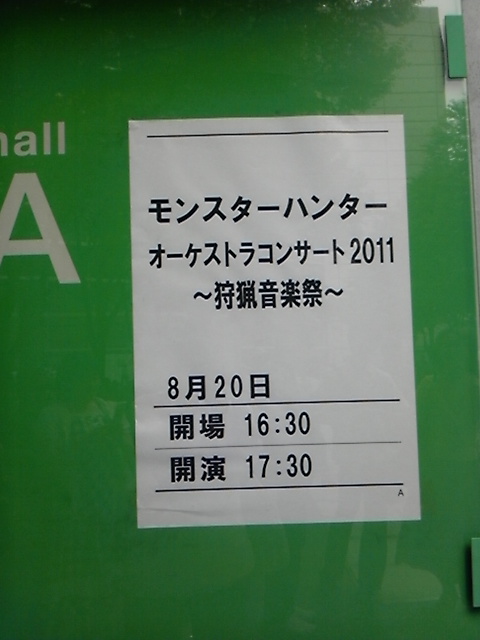 hall
A
モンスターハンター
オーケストラコンサート2011
～狩猟音楽祭～
8月20日
開場 16:30
開演 17:30
A